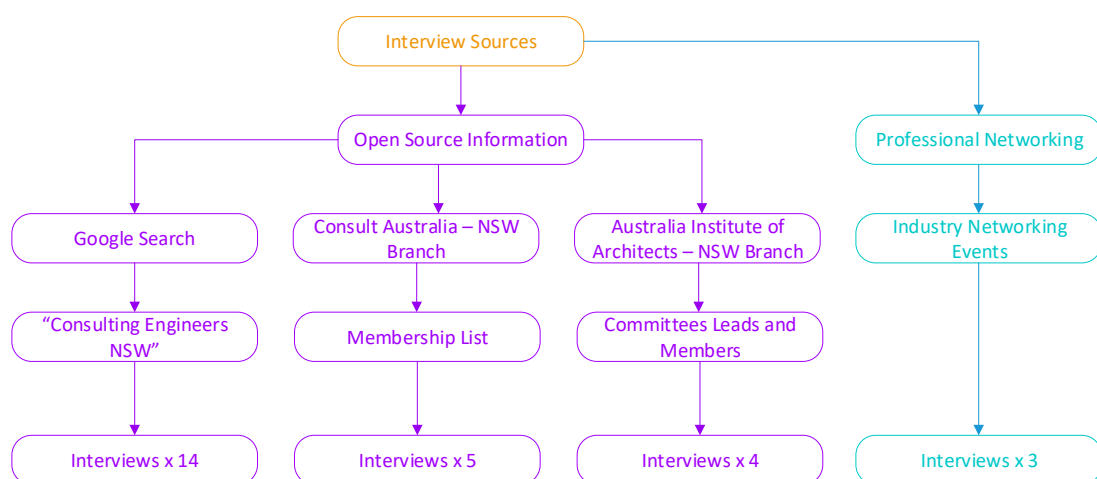 Interview Sources
Open Source Information
Professional Networking
Google Search
Consult Australia – NSW
Branch
Australia Institute of
Architects – NSW Branch
Industry Networking
Events
“Consulting Engineers
NSW”
Membership List
Committees Leads and
Members
Interviews x 14
Interviews x 5
Interviews x 4
Interviews x 3